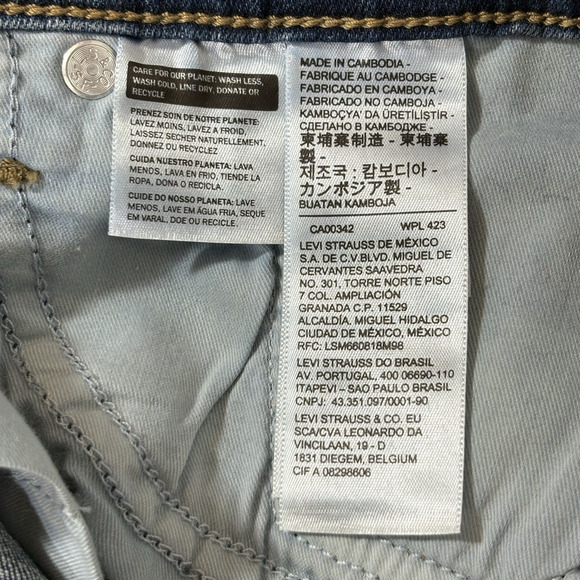 CARE FOR OUR PLANET: WASH LESS,
WASH COLD, LINE DRY, DONATE OR
RECYCLE
PRENEZ SOIN DE NOTRE PLANETE:
LAVEZ MOINS, LAVEZ A FROID,
LAISSEZ SECHER NATURELLEMENT,
DONNEZ OU RECYCLEZ
CUIDA NUESTRO PLANETA: LAVA
MENOS, LAVA EN FRIO, TIENDE LA
ROPA, DONA O RECICLA.
CUIDE DO NOSSO PLANETA: LAVE
MENOS, LAVE EM ÁGUA FRIA, SEQUE
EM VARAL, DOE OU RECICLE.
MADE IN CAMBODIA -
FABRIQUE AU CAMBODGE -
FABRICADO EN CAMBOYA -
FABRICADO NO CAMBOJA -
KAMBOÇYA' DA ÜRETİLİŞTİR -
СДЕЛАНО В КАМБОДЖЕ -
柬埔寨制造 - 柬埔寨
製 -
제조국 : 캄보디아 -
カンボジア製 -
BUATAN KAMBOJA
CA00342 WPL 423
LEVI STRAUSS DE MÉXICO
S.A. DE C.V.BLVD. MIGUEL DE
CERVANTES SAAVEDRA
NO. 301, TORRE NORTE PISO
7 COL. AMPLIACIÓN
GRANADA C.P. 11529
ALCALDÍA. MIGUEL HIDALGO
CIUDAD DE MÉXICO, MÉXICO
RFC: LSM660818M98
LEVI STRAUSS DO BRASIL
AV. PORTUGAL, 400 06690-110
ITAPEVI – SAO PAULO BRASIL
CNPJ: 43.351.097/0001-90
LEVI STRAUSS & CO. EU
SCA/CVA LEONARDO DA
VINCILAAN, 19 - D
1831 DIEGEM, BELGIUM
CIF A 08298606